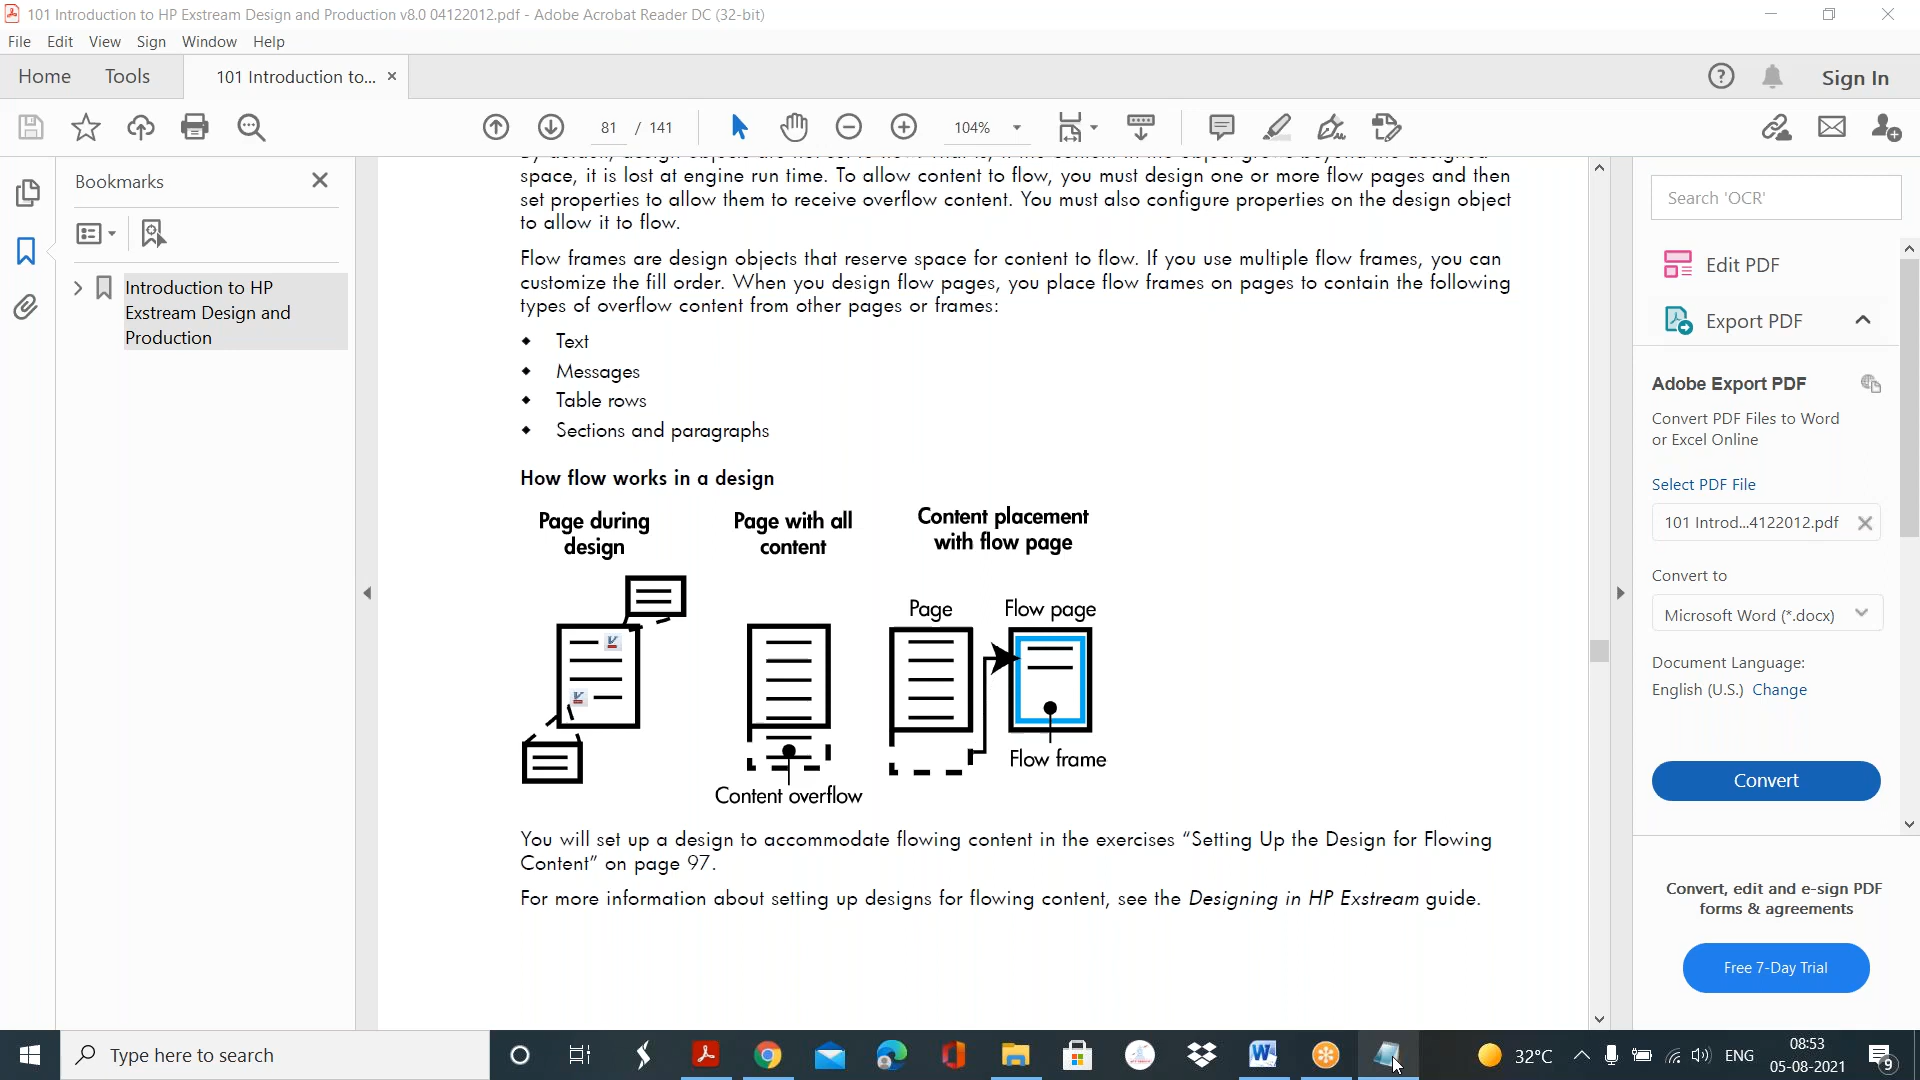 101 Introduction to HP Exstream Design and Production v8.0 04122012.pdf - Adobe Acrobat Reader DC (32-bit)
File Edit View Sign Window Help
Home Tools 101 Introduction to... ×
Sign In
81 / 141
104%
Bookmarks
Introduction to HP
Exstream Design and
Production
space, it is lost at engine run time. To allow content to flow, you must design one or more flow pages and then
set properties to allow them to receive overflow content. You must also configure properties on the design object
to allow it to flow.
Flow frames are design objects that reserve space for content to flow. If you use multiple flow frames, you can
customize the fill order. When you design flow pages, you place flow frames on pages to contain the following
types of overflow content from other pages or frames:
Text
Messages
Table rows
Sections and paragraphs
How flow works in a design
Page during
design
Page with all
content
Content placement
with flow page
Page
Flow page
Flow frame
Content overflow
You will set up a design to accommodate flowing content in the exercises “Setting Up the Design for Flowing
Content” on page 97.
For more information about setting up designs for flowing content, see the Designing in HP Exstream guide.
Search 'OCR'
Edit PDF
Export PDF
Adobe Export PDF
Convert PDF Files to Word
or Excel Online
Select PDF File
101 Introd...4122012.pdf
Convert to
Microsoft Word (*.docx)
Document Language:
English (U.S.) Change
Convert
Convert, edit and e-sign PDF
forms & agreements
Free 7-Day Trial
Type here to search
32°C
ENG
08:53
05-08-2021
9